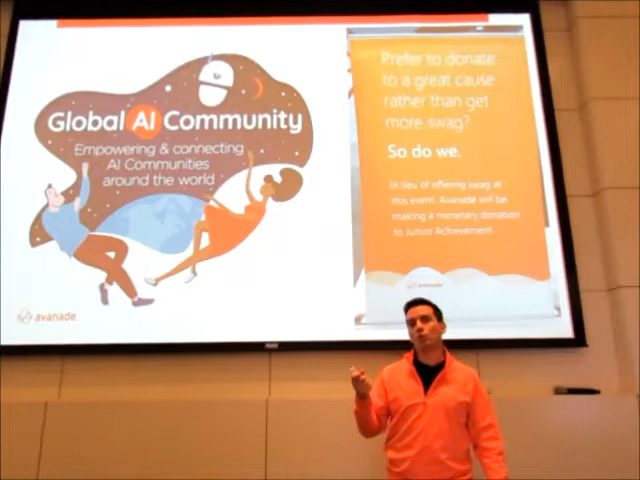 Global AI Community
Empowering & connecting
AI Communities
around the world
avanade
Prefer to donate
to a great cause
rather than get
more swag?
So do we.
In lieu of offering swag at
this event, Avanade will be
making a monetary donation
to Junior Achievement.
avanade